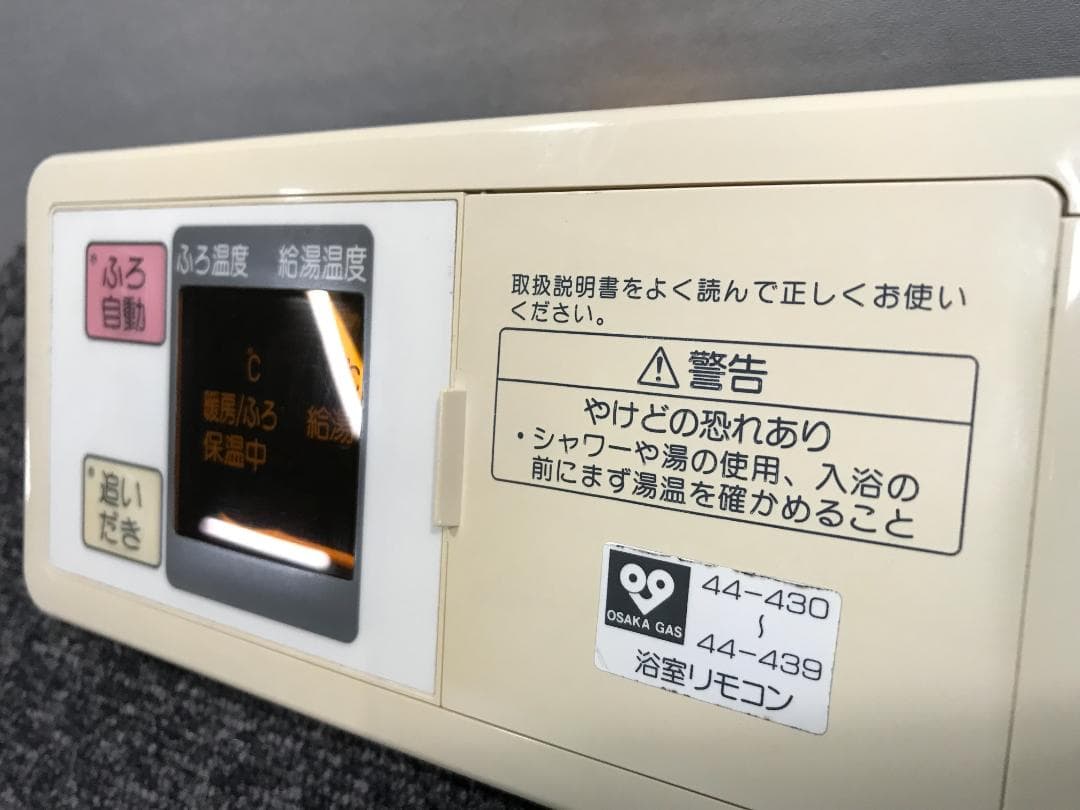 ふろ
自動
ふろ温度 給湯温度
℃ ℃
暖房/ふろ 給湯
保温中
追い
だき
取扱説明書をよく読んで正しくお使い
ください。
⚠警告
やけどの恐れあり
・シャワーや湯の使用、入浴の
前にまず湯温を確かめること
OSAKA GAS
44-430
~
44-439
浴室リモコン